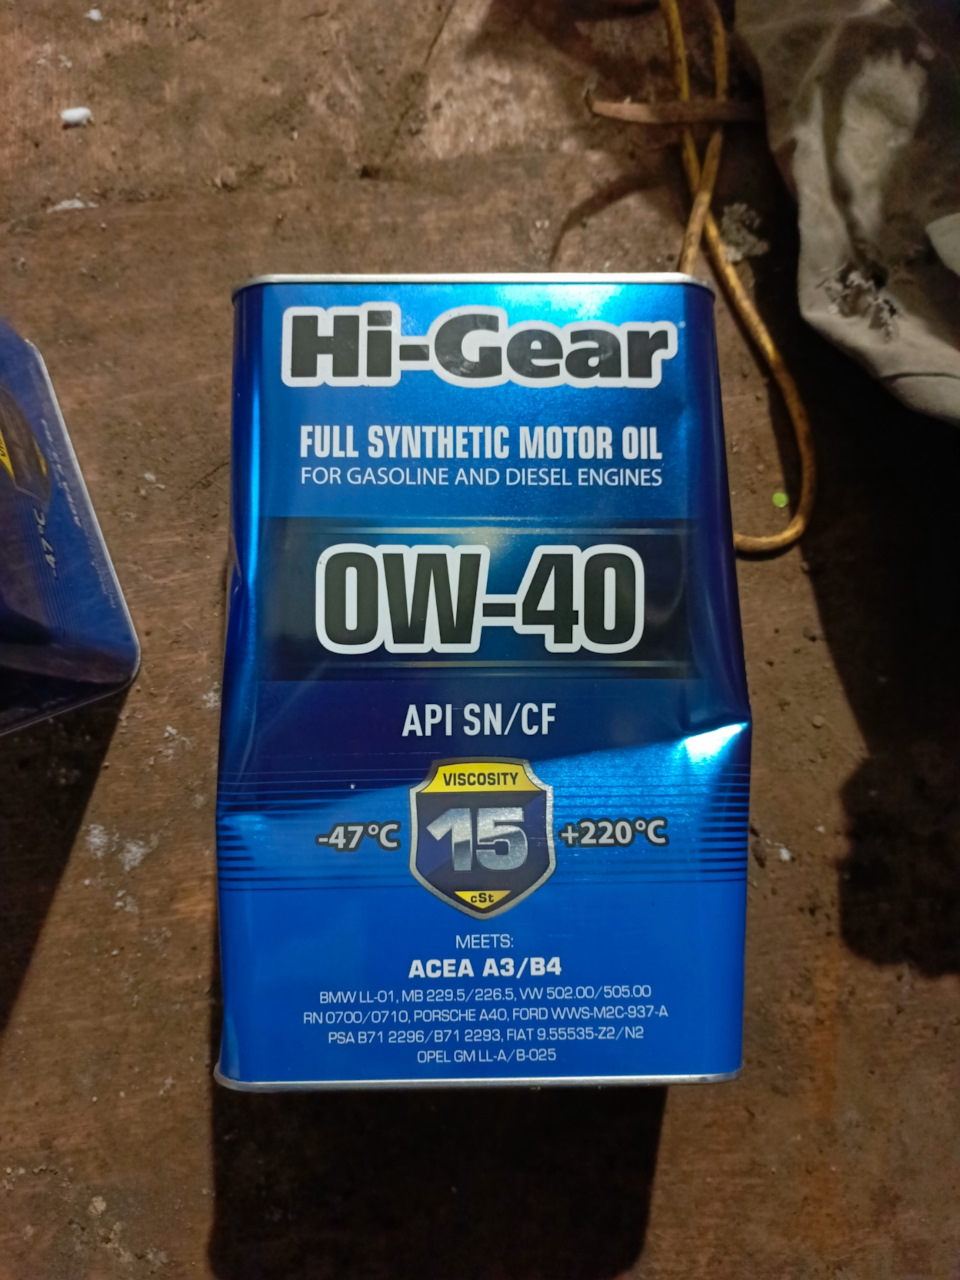 Hi-Gear
FULL SYNTHETIC MOTOR OIL
FOR GASOLINE AND DIESEL ENGINES
0W-40
API SN/CF
VISCOSITY
-47°C 15 +220°C
cSt
MEETS:
ACEA A3/B4
BMW LL-01, MB 229.5/226.5, VW 502.00/505.00
RN 0700/0710, PORSCHE A40, FORD WWS-M2C-937-A
PSA B71 2296/B71 2293, FIAT 9.55535-Z2/N2
OPEL GM LL-A/B-025
-47°C